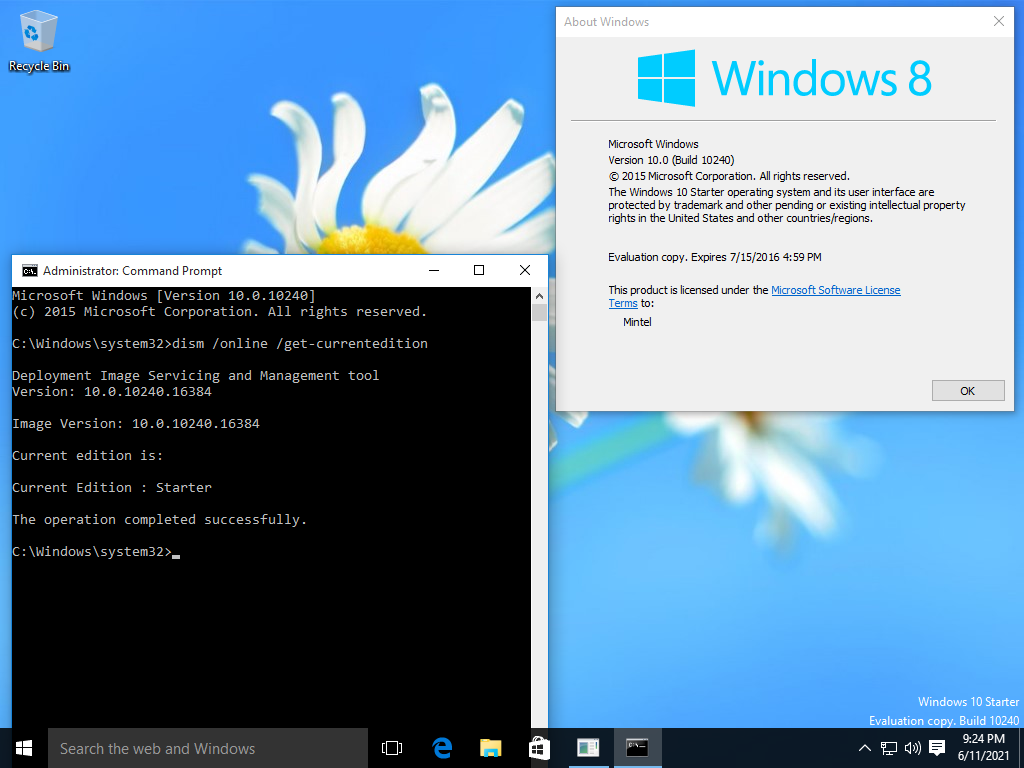 Recycle Bin
About Windows
Windows 8
Microsoft Windows
Version 10.0 (Build 10240)
© 2015 Microsoft Corporation. All rights reserved.
The Windows 10 Starter operating system and its user interface are
protected by trademark and other pending or existing intellectual property
rights in the United States and other countries/regions.
Evaluation copy. Expires 7/15/2016 4:59 PM
This product is licensed under the Microsoft Software License
Terms to:
Mintel
OK
Administrator: Command Prompt
Microsoft Windows [Version 10.0.10240]
(c) 2015 Microsoft Corporation. All rights reserved.
C:\Windows\system32>dism /online /get-currentedition
Deployment Image Servicing and Management tool
Version: 10.0.10240.16384
Image Version: 10.0.10240.16384
Current edition is:
Current Edition : Starter
The operation completed successfully.
C:\Windows\system32>
Windows 10 Starter
Evaluation copy. Build 10240
Search the web and Windows
9:24 PM
6/11/2021